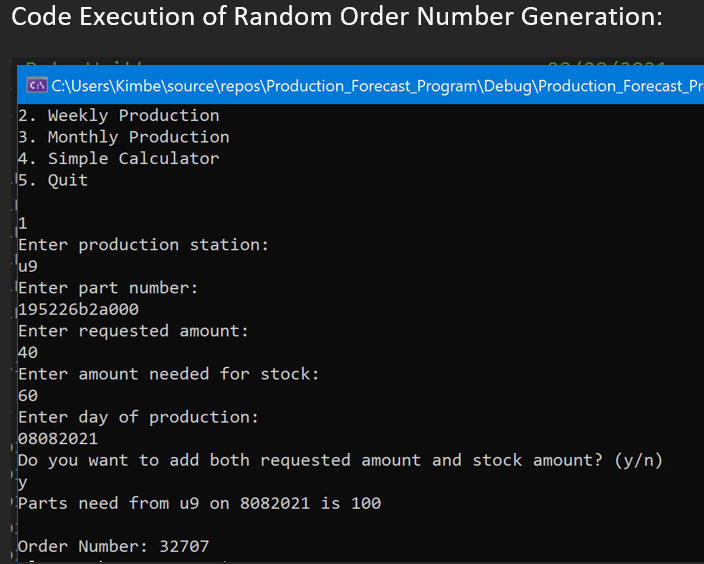 Code Execution of Random Order Number Generation:
C:\Users\Kimbe\source\repos\Production_Forecast_Program\Debug\Production_Forecast_Pr
2. Weekly Production
3. Monthly Production
4. Simple Calculator
5. Quit
1
Enter production station:
u9
Enter part number:
195226b2a000
Enter requested amount:
40
Enter amount needed for stock:
60
Enter day of production:
08082021
Do you want to add both requested amount and stock amount? (y/n)
y
Parts need from u9 on 8082021 is 100
Order Number: 32707